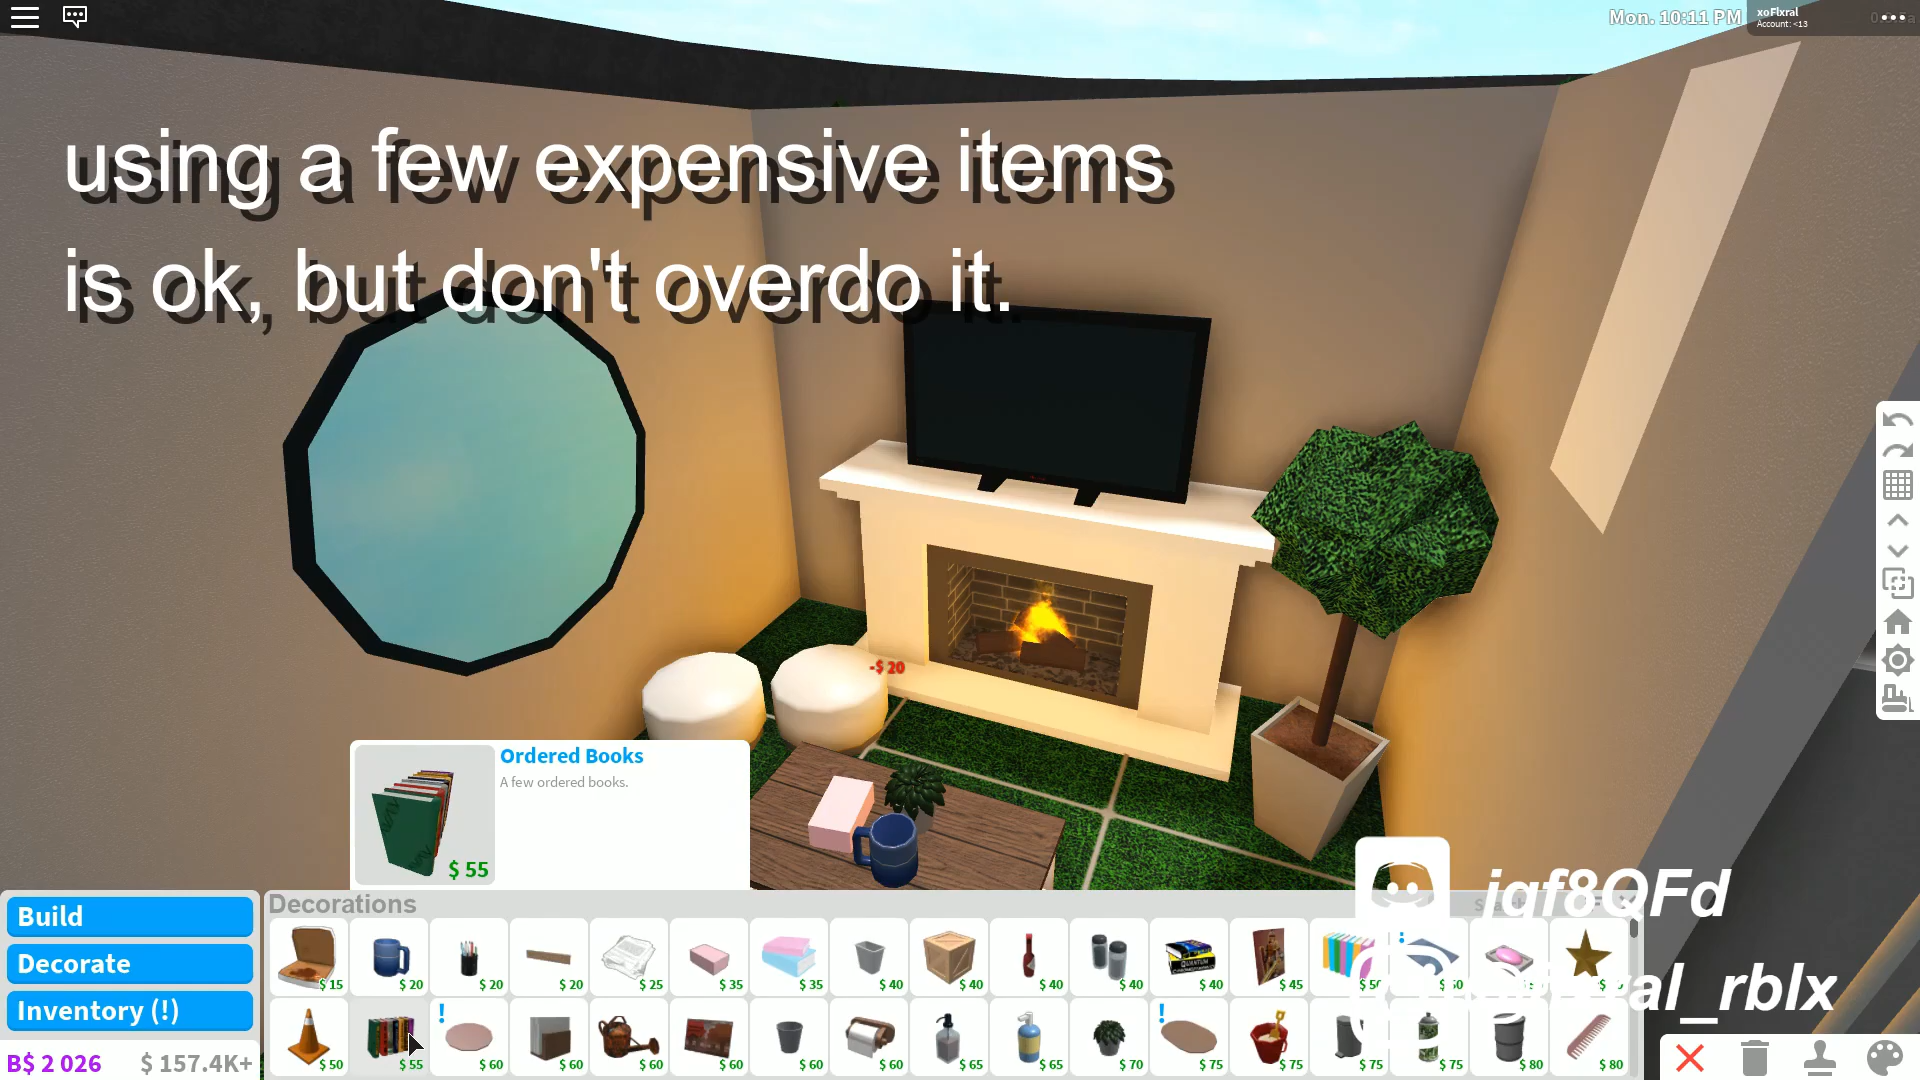 Mon. 10:11 PM
xoFlxral
Account: <13
using a few expensive items
is ok, but don't overdo it.
-$ 20
Ordered Books
A few ordered books.
$ 55
Build
Decorate
Inventory (!)
B$ 2 026
$ 157.4K+
Decorations
jgf8QFd
al_rblx
$ 15
$ 20
$ 20
$ 20
$ 25
$ 35
$ 35
$ 40
$ 40
$ 40
$ 40
$ 40
$ 45
$ 50
$ 55
$ 60
$ 60
$ 60
$ 60
$ 60
$ 60
$ 65
$ 65
$ 70
$ 75
$ 75
$ 75
$ 75
$ 80
$ 80